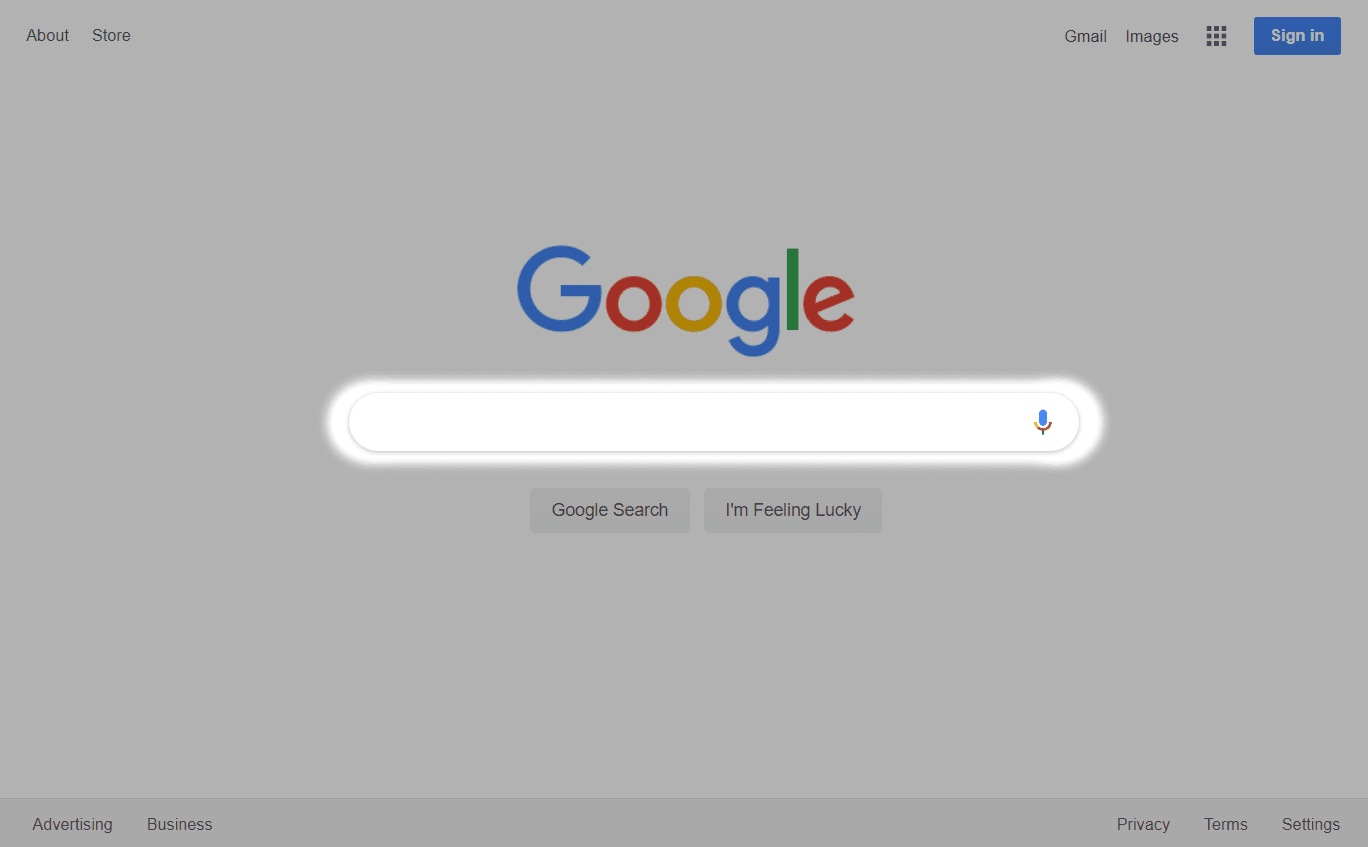 About Store Gmail Images Sign in
Google
Google Search I'm Feeling Lucky
Advertising Business Privacy Terms Settings